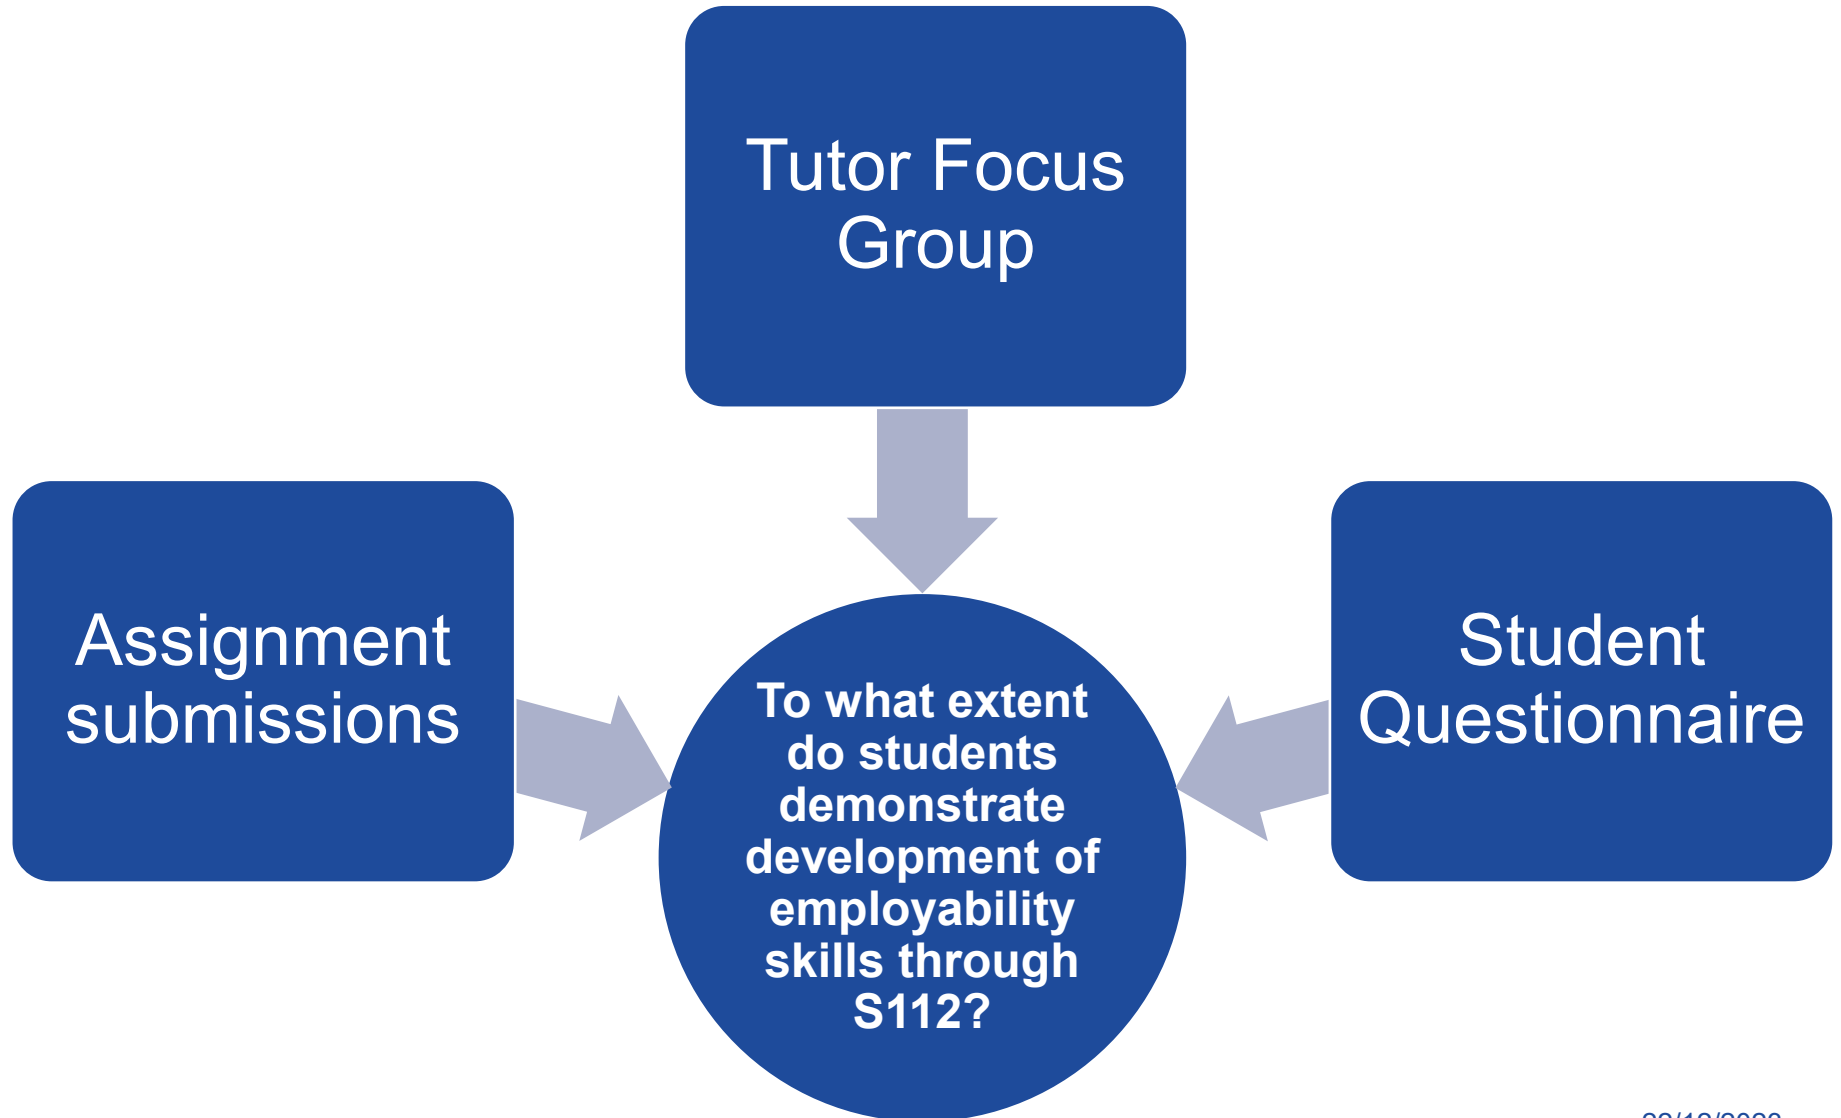 Tutor Focus
Group
Assignment
submissions
Student
Questionnaire
To what extent
do students
demonstrate
development of
employability
skills through
S112?